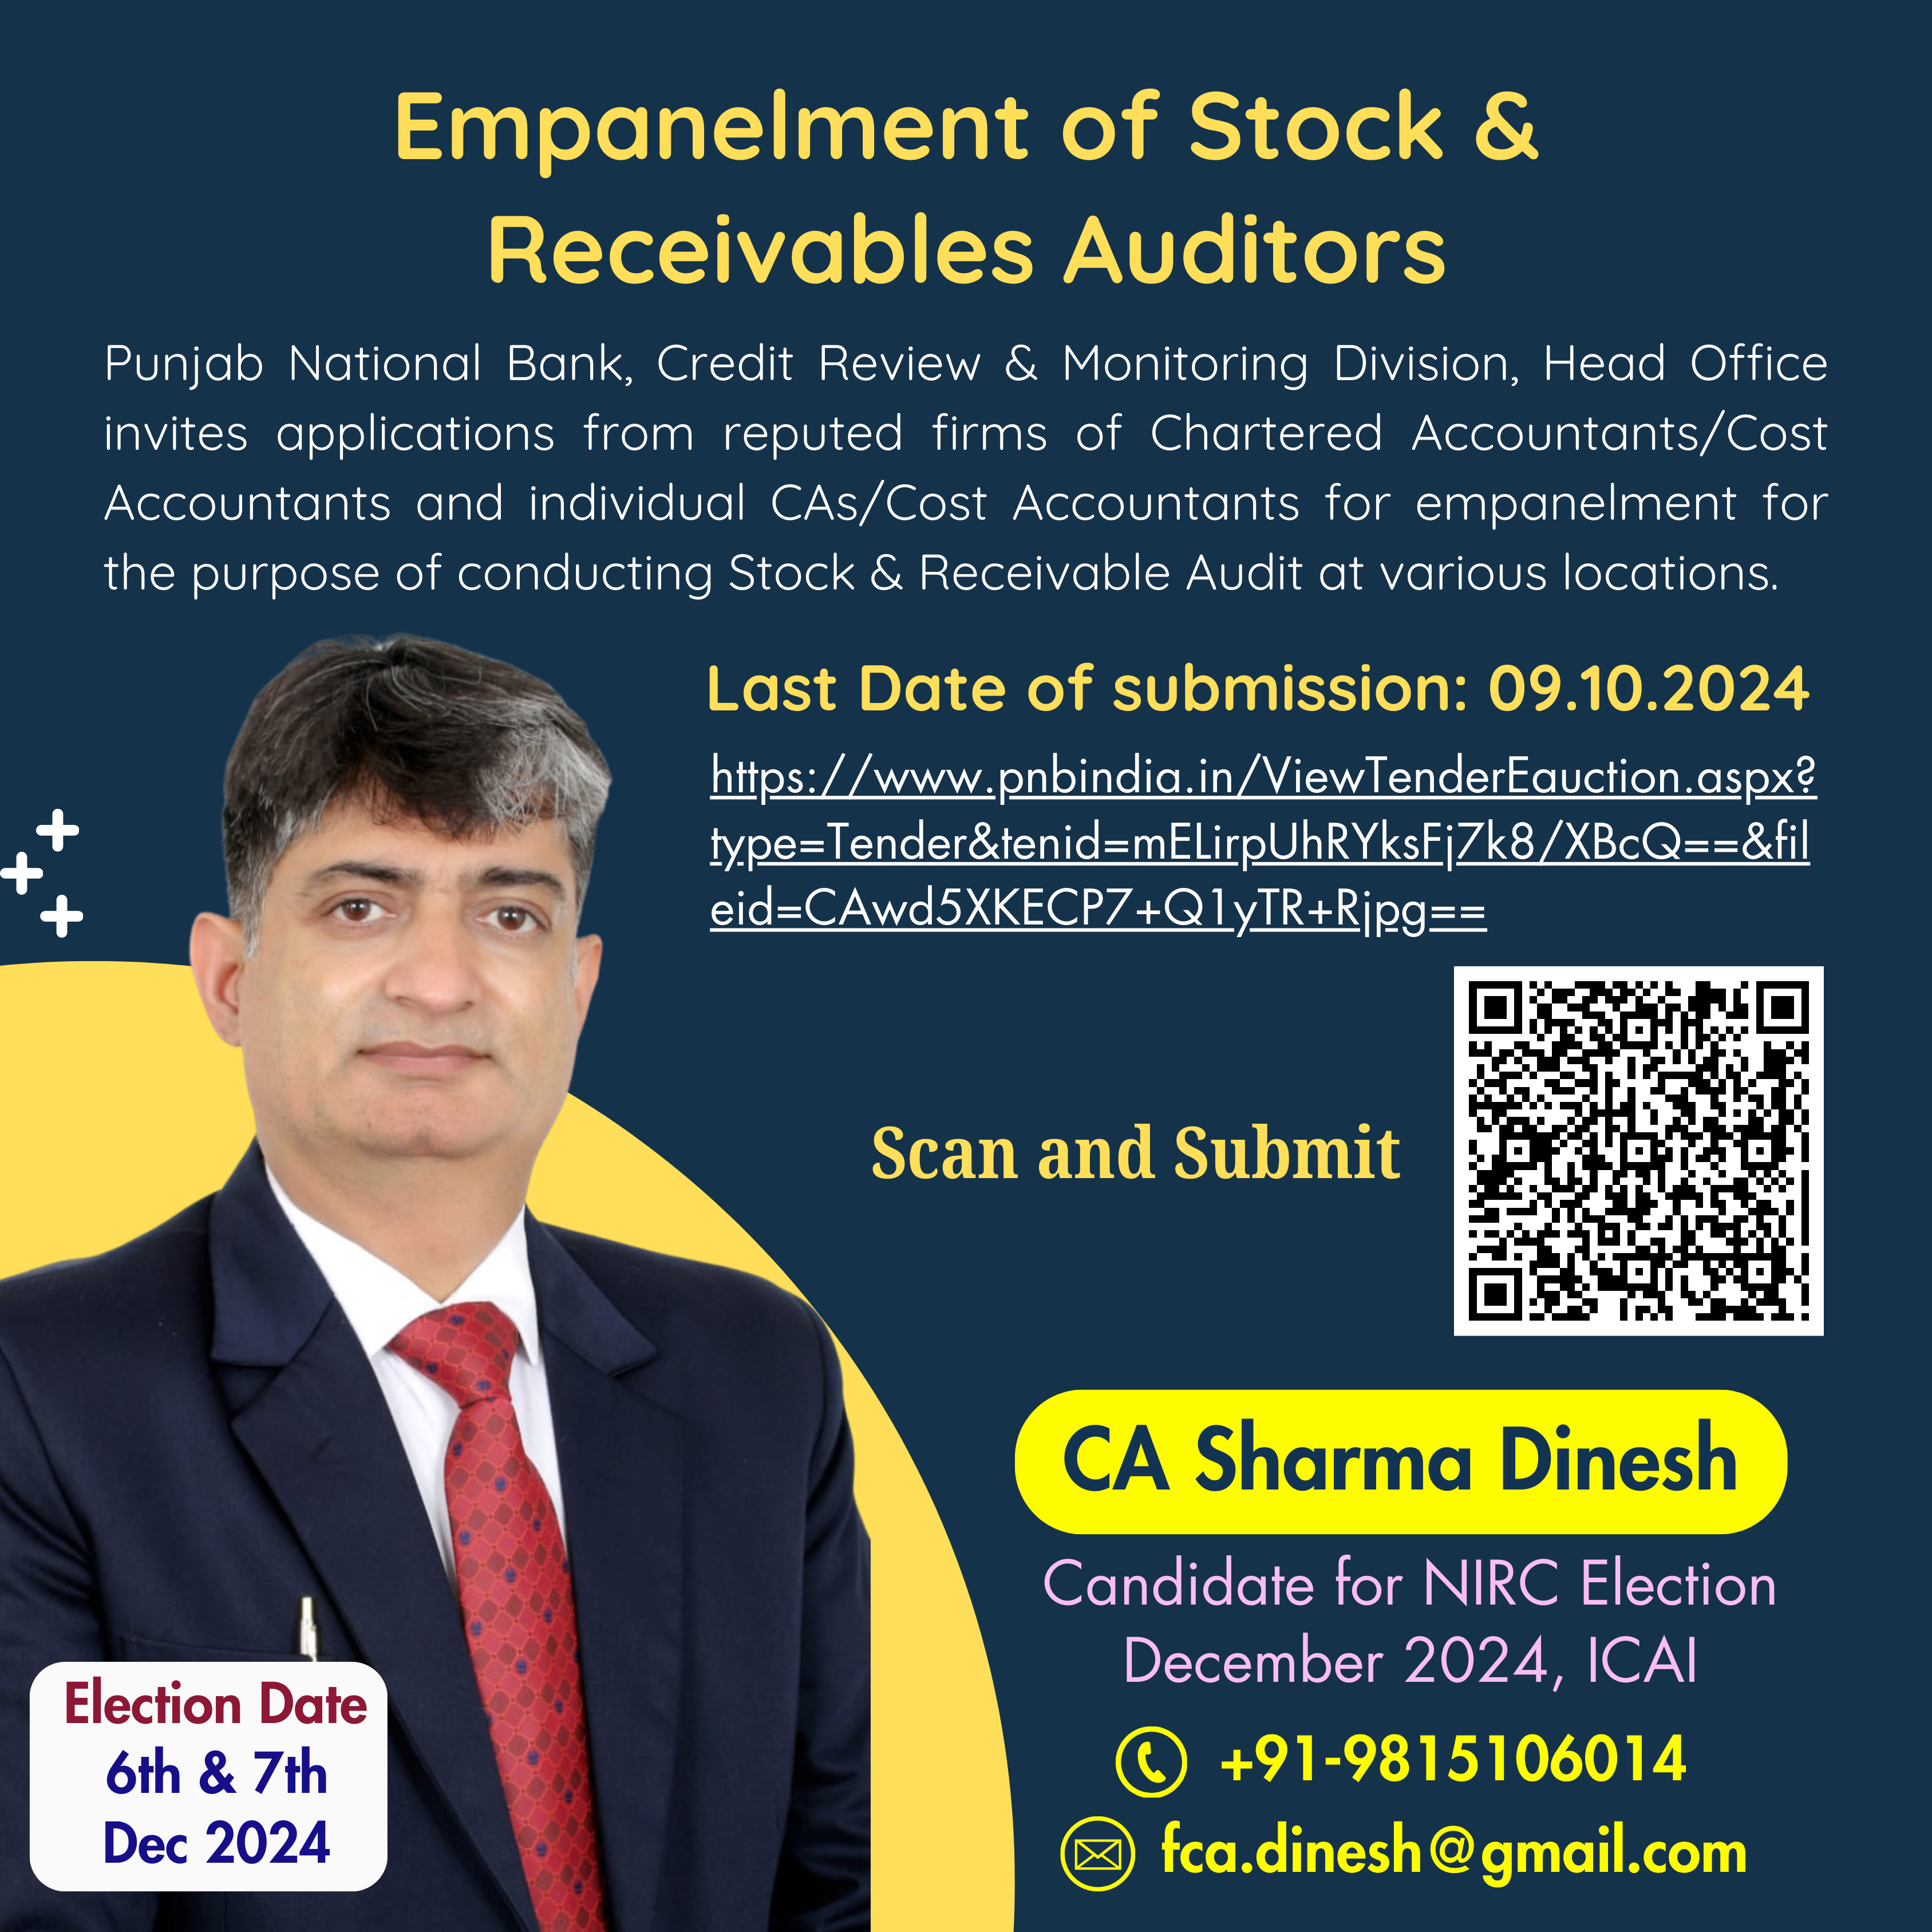 Empanelment of Stock &
Receivables Auditors
Punjab National Bank, Credit Review & Monitoring Division, Head Office
invites applications from reputed firms of Chartered Accountants/Cost
Accountants and individual CAs/Cost Accountants for empanelment for
the purpose of conducting Stock & Receivable Audit at various locations.
Last Date of submission: 09.10.2024
https://www.pnbindia.in/ViewTenderEauction.aspx?
type=Tender&tenid=mELirpUhRYksFj7k8/XBcQ==&fil
eid=CAwd5XKECP7+Q1yTR+Rjpg==
Scan and Submit
CA Sharma Dinesh
Candidate for NIRC Election
December 2024, ICAI
+91-9815106014
fca.dinesh@gmail.com
Election Date
6th & 7th
Dec 2024